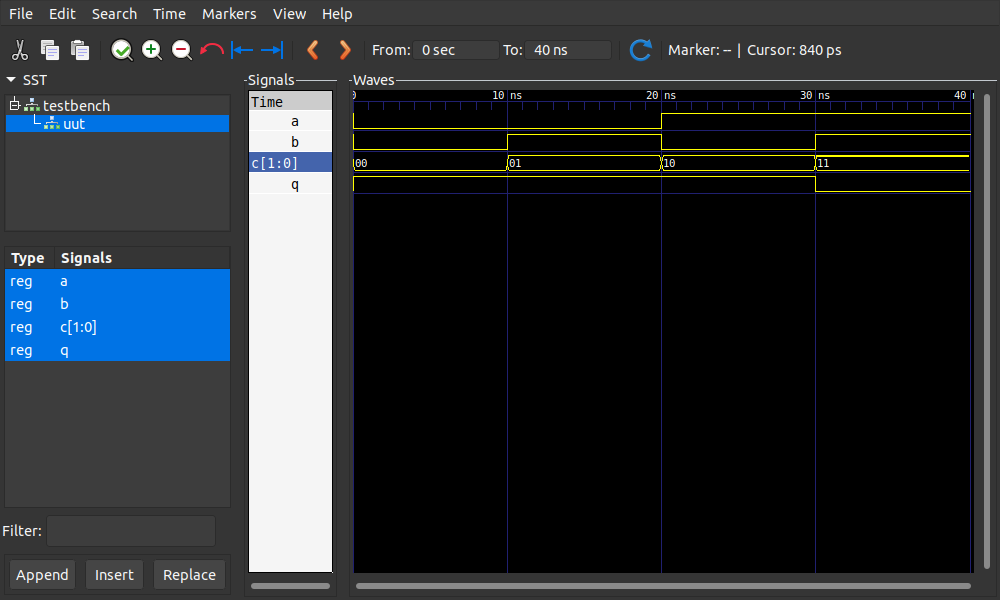 File Edit Search Time Markers View Help
From: 0 sec To: 40 ns Marker: -- | Cursor: 840 ps
SST
testbench
uut
Type Signals
reg a
reg b
reg c[1:0]
reg q
Filter:
Append Insert Replace
Signals
Time
a
b
c[1:0]
q
Waves
0 10 ns 20 ns 30 ns 40
00 01 10 11